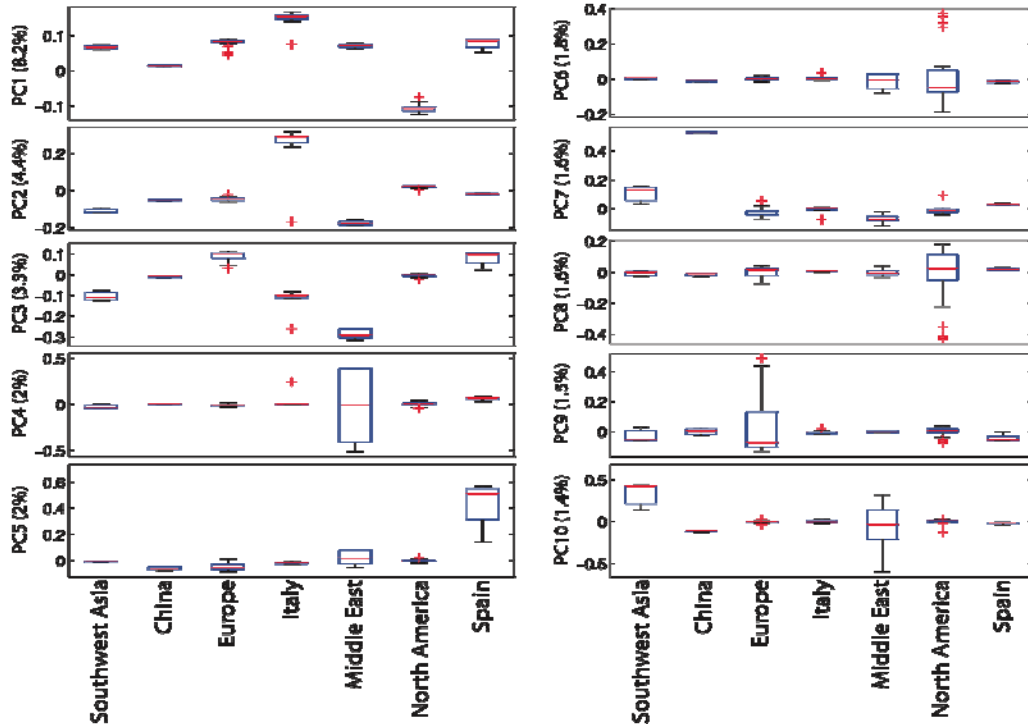 PC1 (8.2%)
0.1
0
−0.1
PC2 (4.4%)
0.2
0
−0.2
PC3 (3.3%)
0.1
0
−0.1
−0.3
PC4 (2%)
0.5
0
−0.5
PC5 (2%)
0.6
0.4
0.2
0
Southwest Asia
China
Europe
Italy
Middle East
North America
Spain
PC6 (1.8%)
0.4
0.2
0
−0.2
PC7 (1.6%)
0.4
0.2
0
PC8 (1.6%)
0.2
0
−0.2
−0.4
PC9 (1.5%)
0.4
0.2
0
PC10 (1.4%)
0.5
0
−0.5
Southwest Asia
China
Europe
Italy
Middle East
North America
Spain